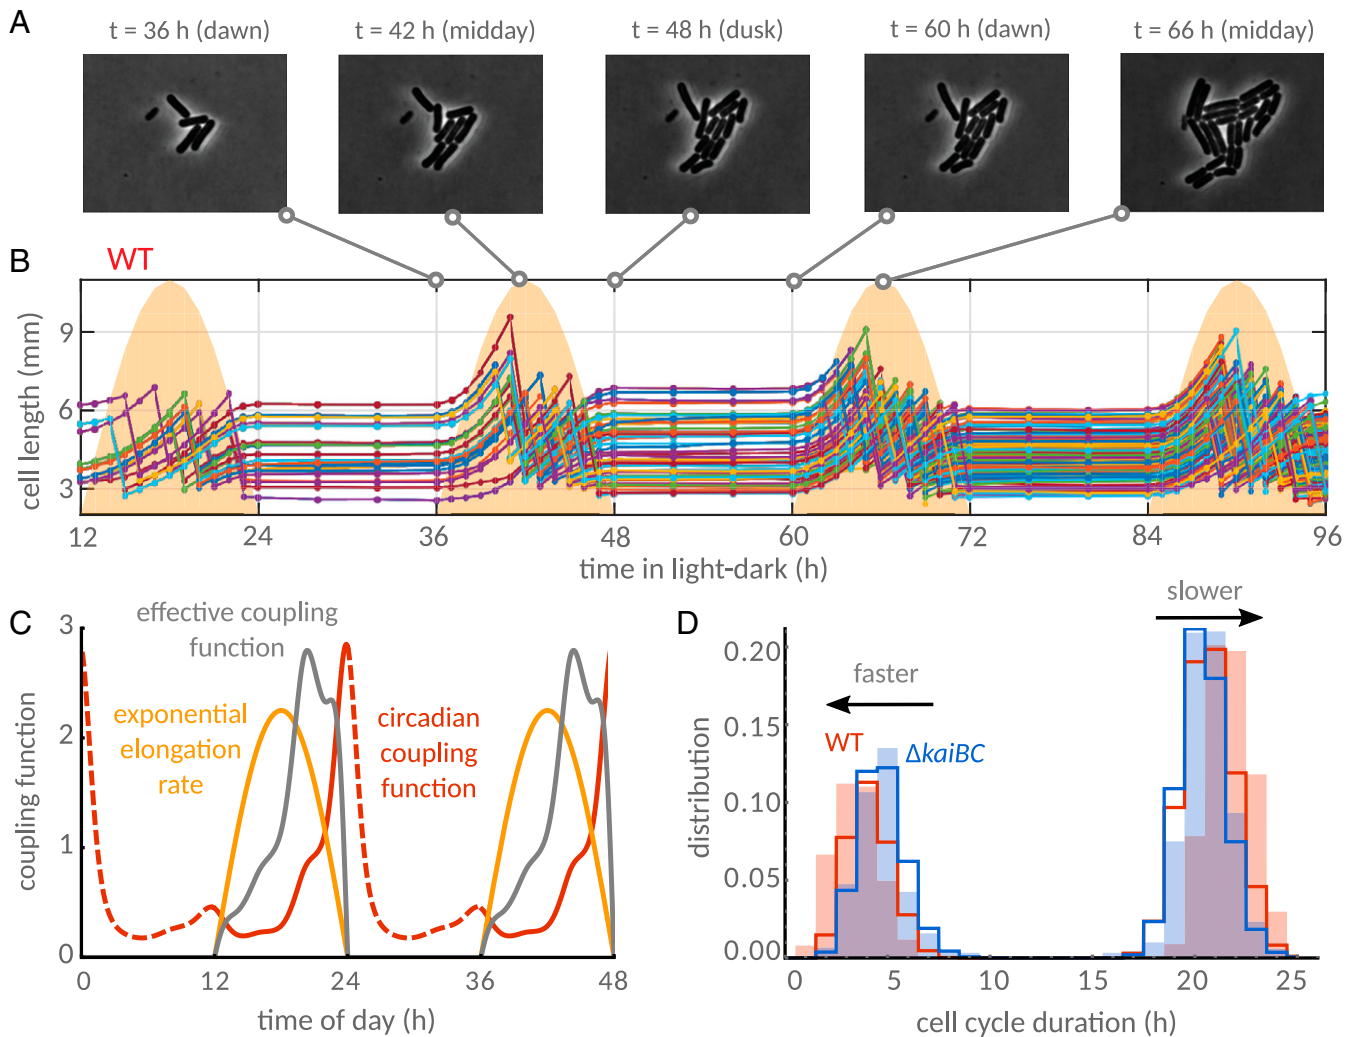 A
t = 36 h (dawn)
t = 42 h (midday)
t = 48 h (dusk)
t = 60 h (dawn)
t = 66 h (midday)
B
WT
cell length (mm)
9
6
3
12
24
36
48
60
72
84
96
time in light-dark (h)
C
effective coupling
function
exponential
elongation
rate
circadian
coupling
function
coupling function
3
2
1
0
0
12
24
36
48
time of day (h)
D
slower
faster
WT
ΔkaiBC
distribution
0.20
0.15
0.10
0.05
0.00
0
5
10
15
20
25
cell cycle duration (h)